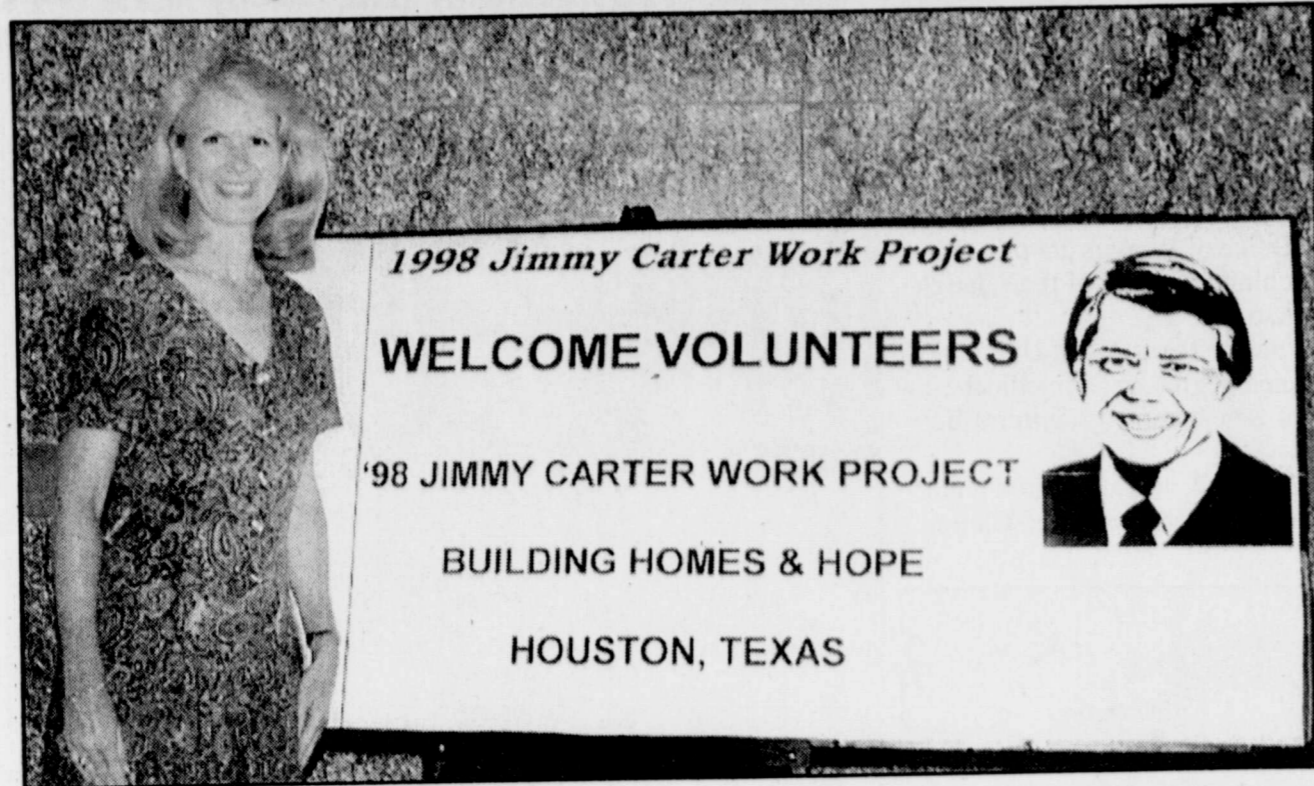 1998 Jimmy Carter Work Project
WELCOME VOLUNTEERS
'98 JIMMY CARTER WORK PROJECT
BUILDING HOMES & HOPE
HOUSTON, TEXAS